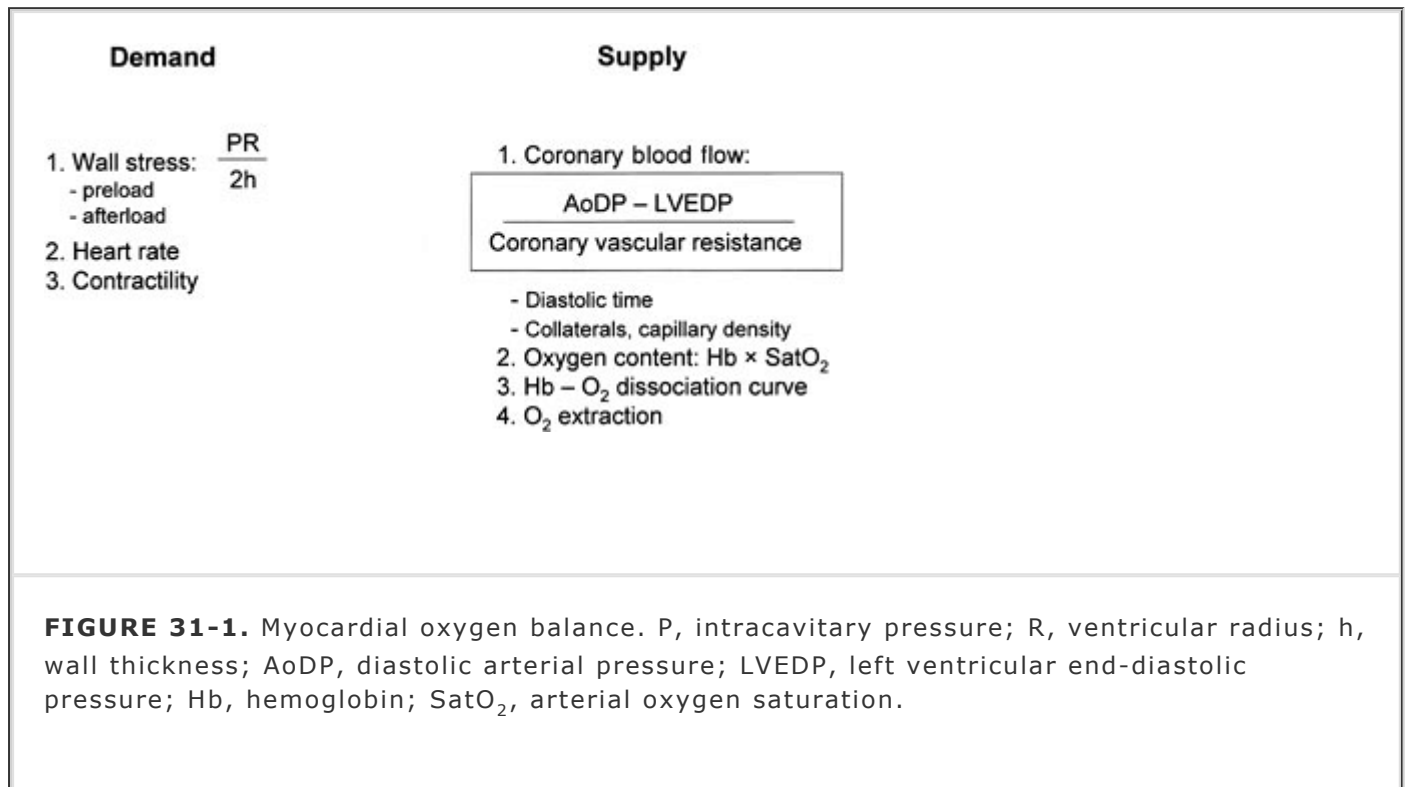 Demand
1. Wall stress: PR
2h
- preload
- afterload
2. Heart rate
3. Contractility
Supply
1. Coronary blood flow:
AoDP – LVEDP
Coronary vascular resistance
- Diastolic time
- Collaterals, capillary density
2. Oxygen content: Hb × SatO₂
3. Hb – O₂ dissociation curve
4. O₂ extraction
FIGURE 31-1. Myocardial oxygen balance. P, intracavitary pressure; R, ventricular radius; h,
wall thickness; AoDP, diastolic arterial pressure; LVEDP, left ventricular end-diastolic
pressure; Hb, hemoglobin; SatO₂, arterial oxygen saturation.